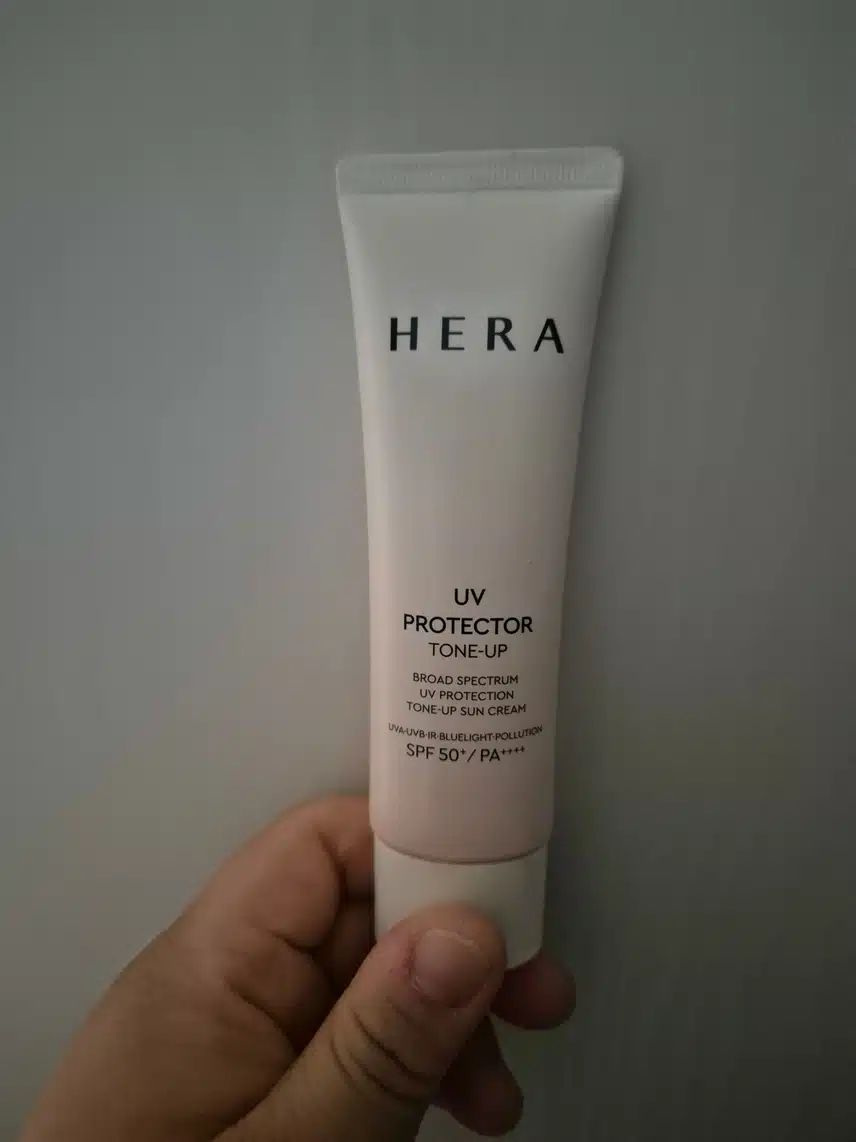 HERA
UV
PROTECTOR
TONE-UP
BROAD SPECTRUM
UV PROTECTION
TONE-UP SUN CREAM
UVA·UVB·IR·BLUELIGHT·POLLUTION
SPF 50⁺/ PA⁺⁺⁺⁺